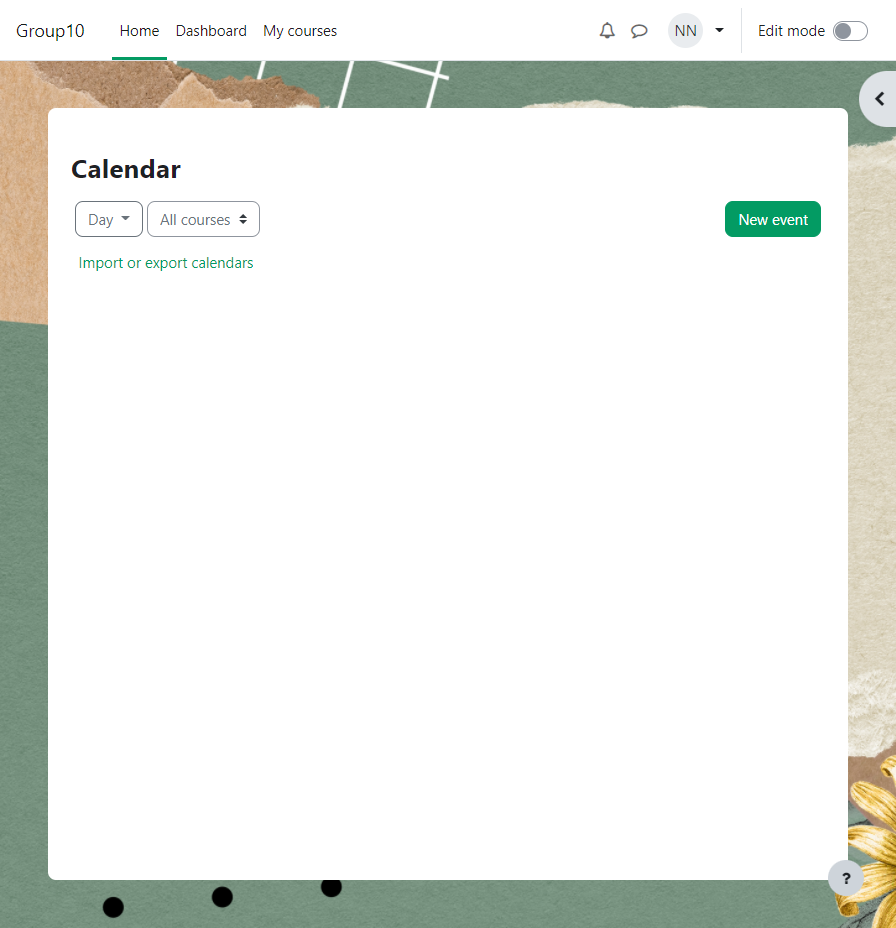 Group10 Home Dashboard My courses NN Edit mode
Calendar
Day All courses New event
Import or export calendars
?